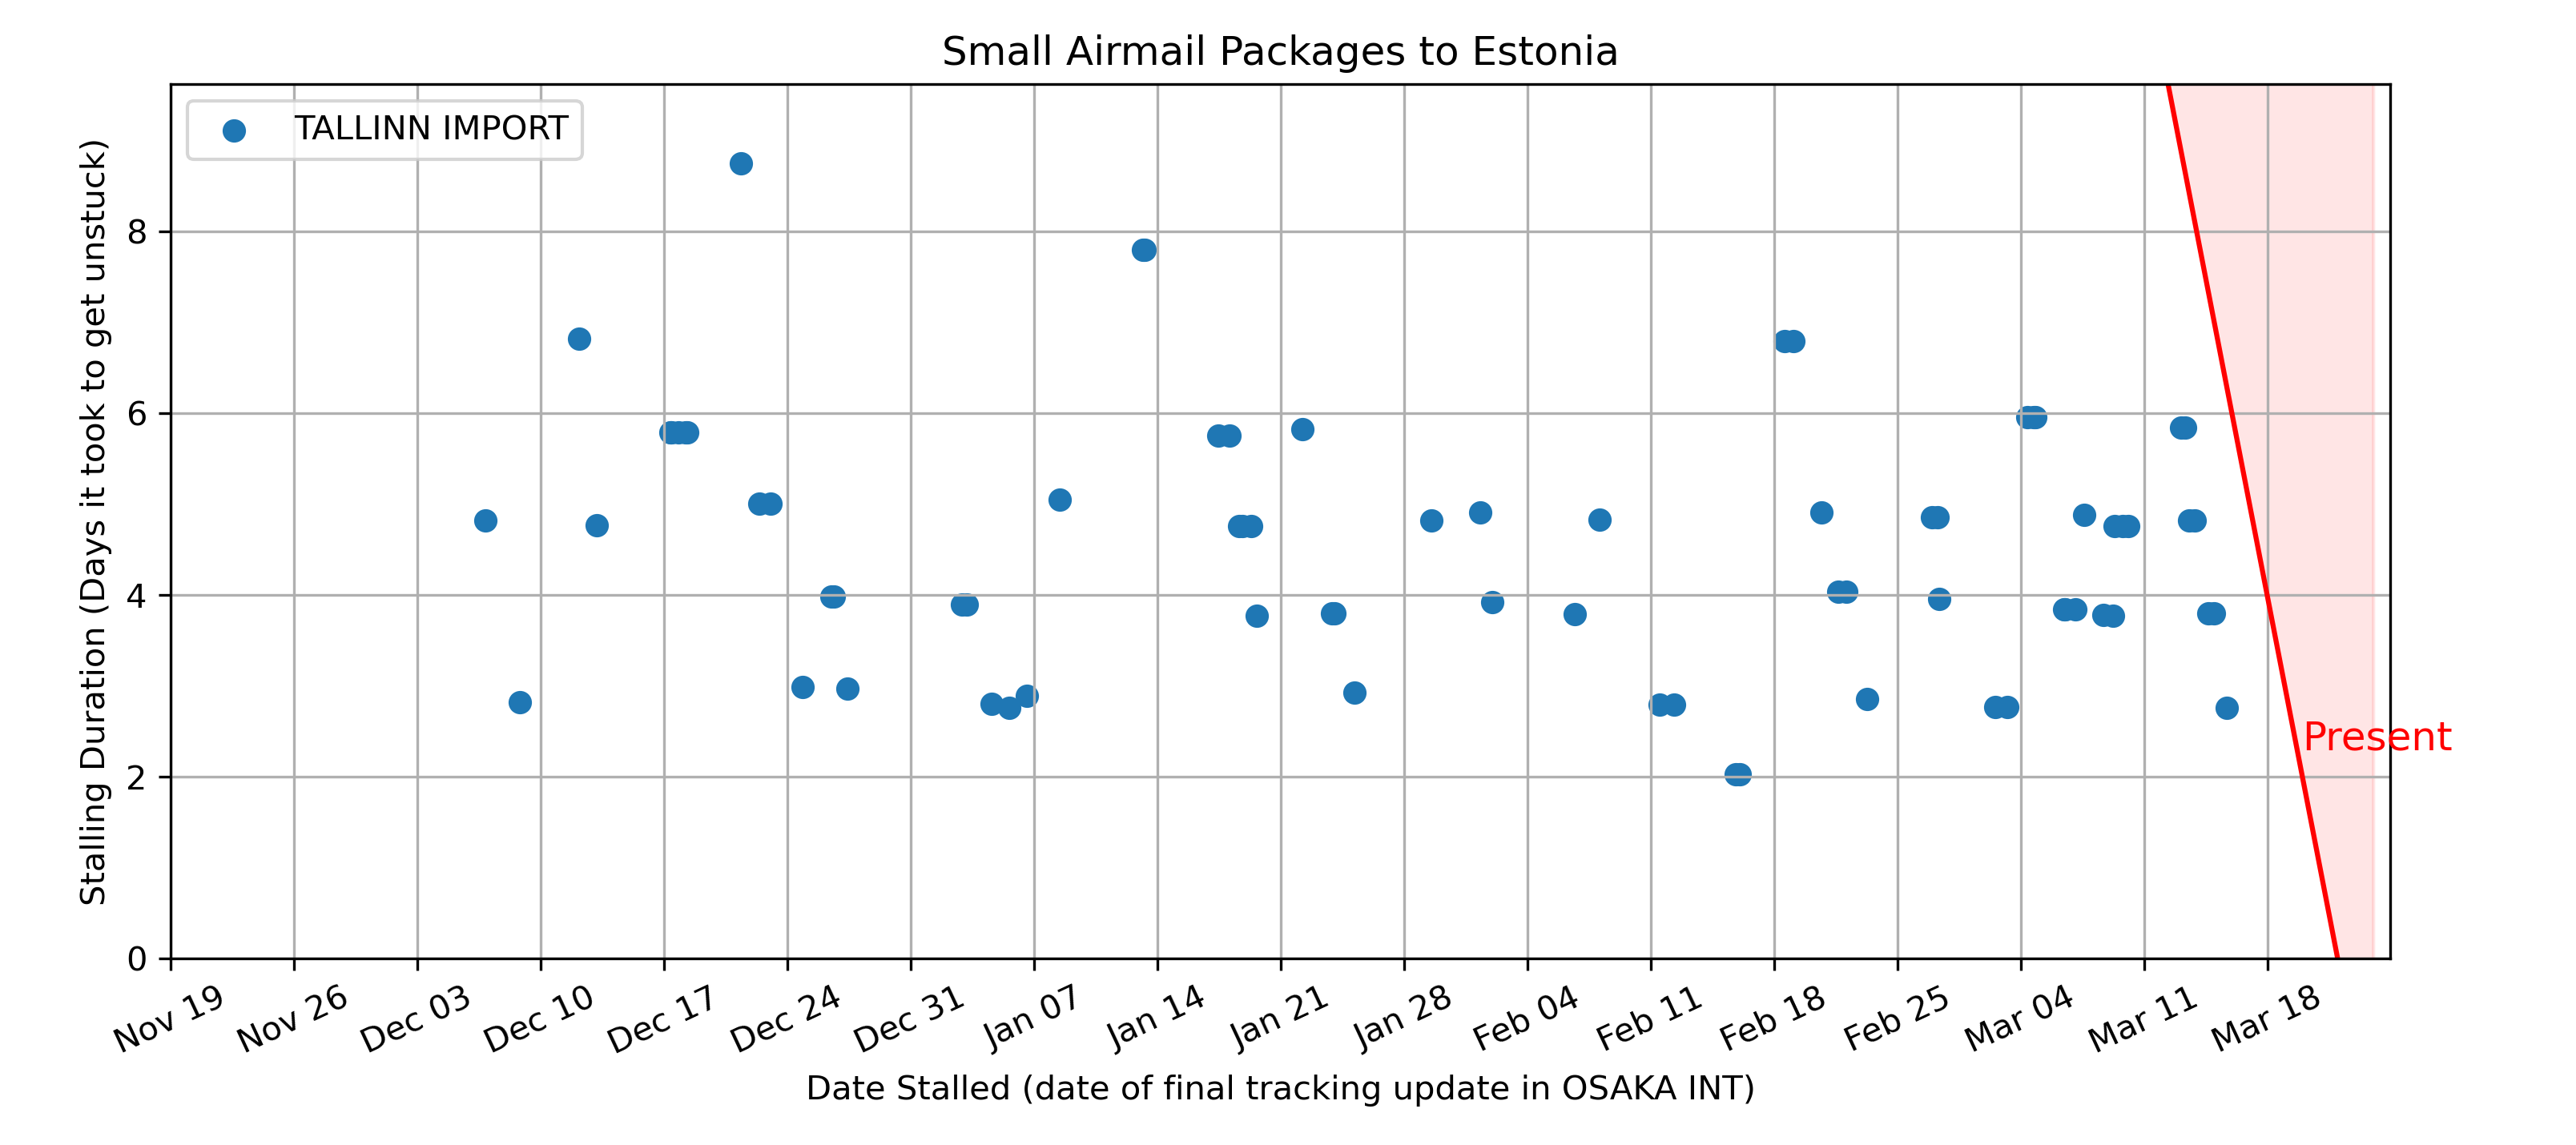 Small Airmail Packages to Estonia
TALLINN IMPORT
Stalling Duration (Days it took to get unstuck)
8
6
4
2
0
Present
Nov 19
Nov 26
Dec 03
Dec 10
Dec 17
Dec 24
Dec 31
Jan 07
Jan 14
Jan 21
Jan 28
Feb 04
Feb 11
Feb 18
Feb 25
Mar 04
Mar 11
Mar 18
Date Stalled (date of final tracking update in OSAKA INT)